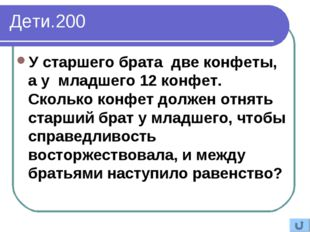 Дети.200
У старшего брата две конфеты,
а у младшего 12 конфет.
Сколько конфет должен отнять
старший брат у младшего, чтобы
справедливость
восторжествовала, и между
братьями наступило равенство?